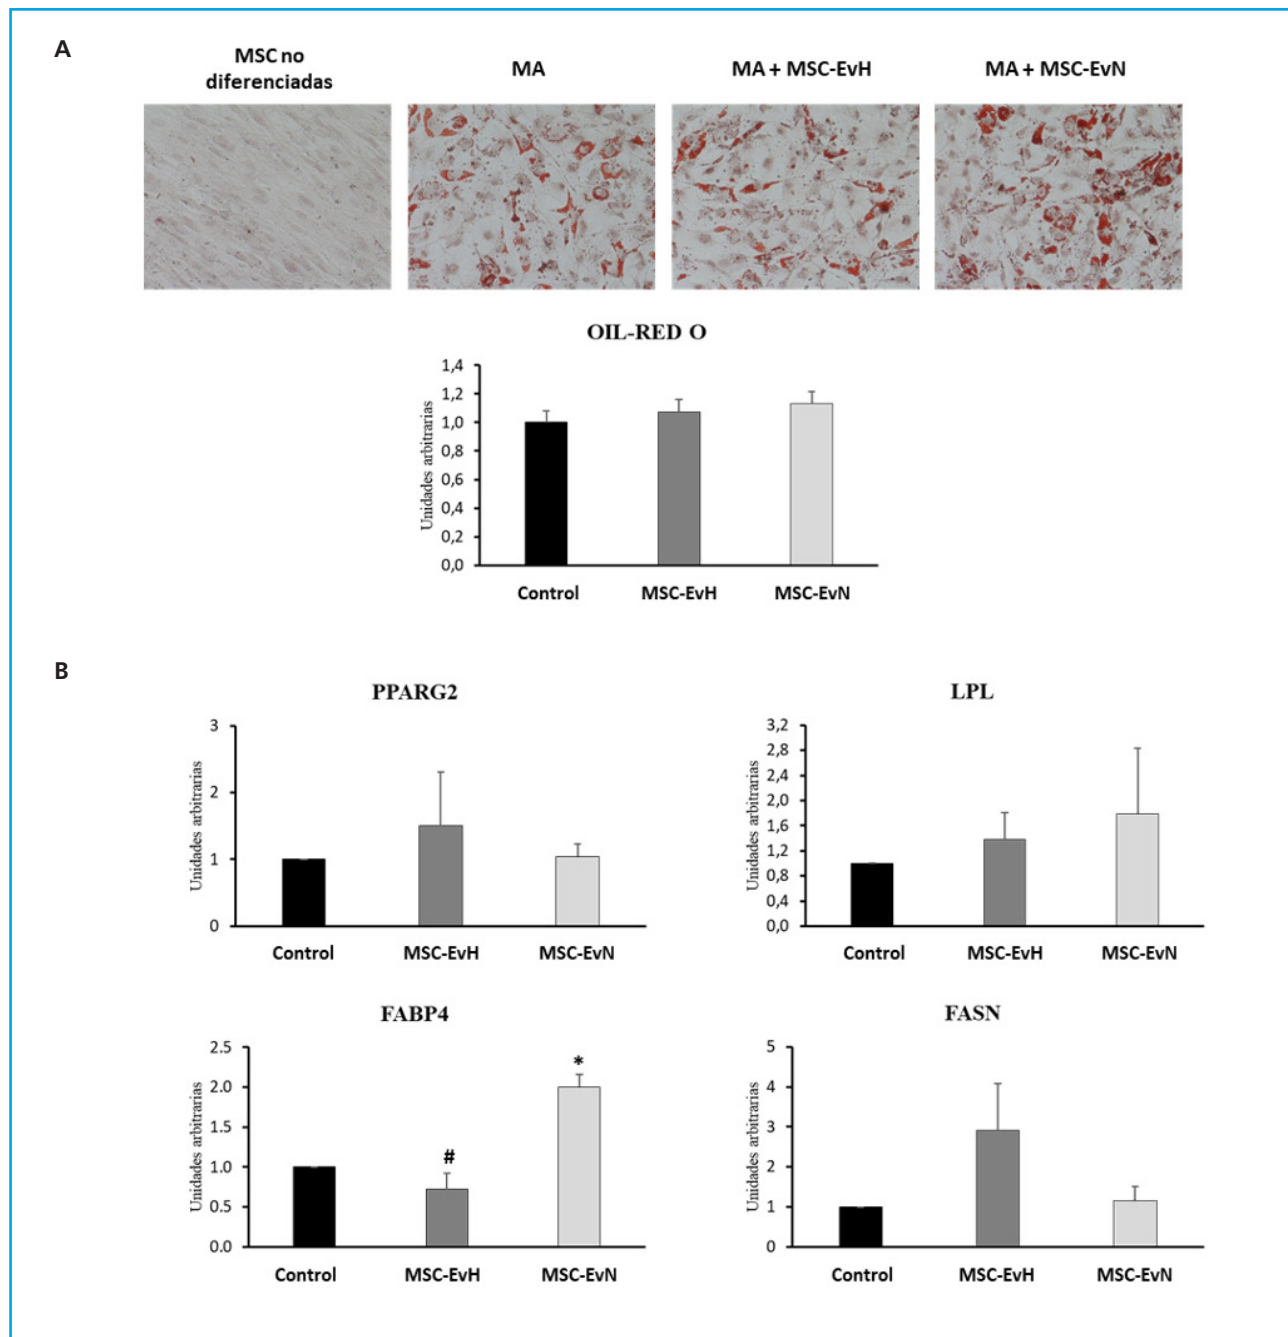 A
MSC no
diferenciadas
MA
MA + MSC-EvH
MA + MSC-EvN
OIL-RED O
Unidades arbitrarias
1,4
1,2
1,0
0,8
0,6
0,4
0,2
0,0
Control
MSC-EvH
MSC-EvN
B
PPARG2
Unidades arbitrarias
3
2
1
0
Control
MSC-EvH
MSC-EvN
LPL
Unidades arbitrarias
3,2
2,8
2,4
2,0
1,6
1,2
0,8
0,4
0,0
Control
MSC-EvH
MSC-EvN
FABP4
Unidades arbitrarias
2.5
2.0
1.5
1.0
0.5
0.0
#
*
Control
MSC-EvH
MSC-EvN
FASN
Unidades arbitrarias
5
4
3
2
1
0
Control
MSC-EvH
MSC-EvN